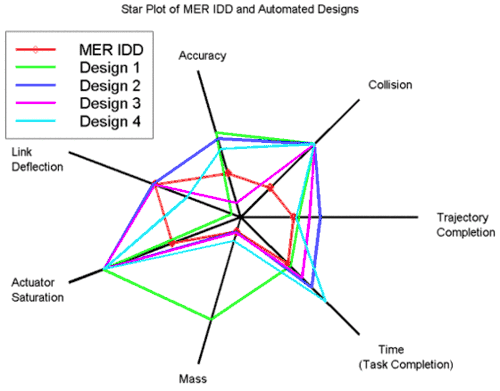 Star Plot of MER IDD and Automated Designs
MER IDD
Design 1
Design 2
Design 3
Design 4
Accuracy
Collision
Link
Deflection
Trajectory
Completion
Actuator
Saturation
Time
(Task Completion)
Mass